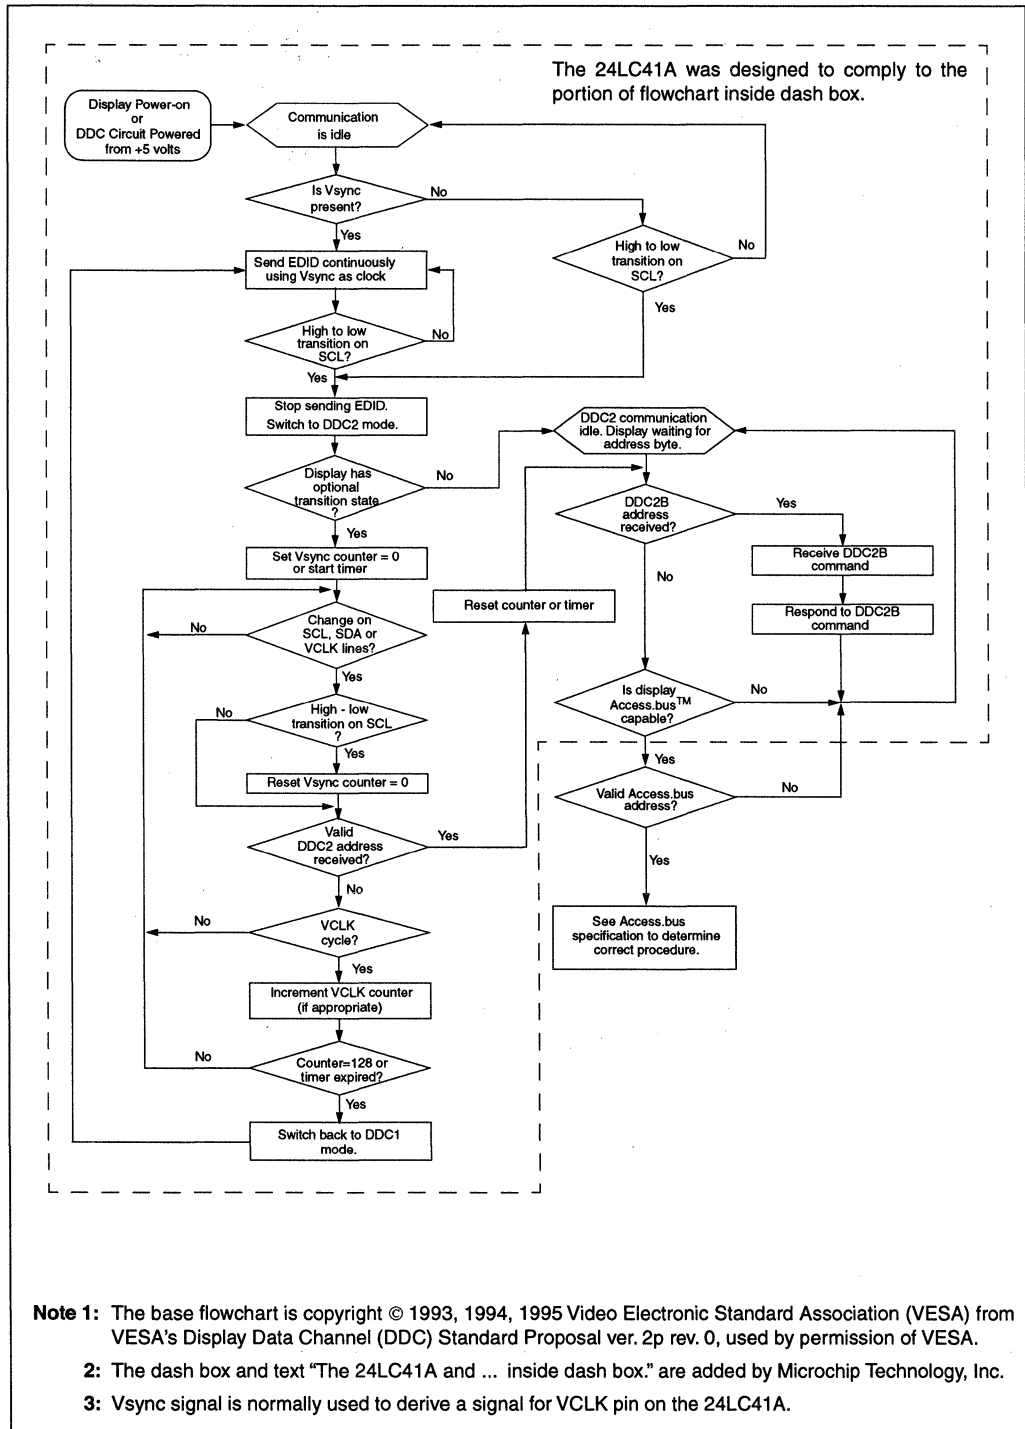 The 24LC41A was designed to comply to the
portion of flowchart inside dash box.
Display Power-on
or
DDC Circuit Powered
from +5 volts
Communication
is idle
Is Vsync
present?
No
Yes
High to low
transition on
SCL?
No
Yes
Send EDID continuously
using Vsync as clock
High to low
transition on
SCL?
No
Yes
Stop sending EDID.
Switch to DDC2 mode.
Display has
optional
transition state
?
No
Yes
Set Vsync counter = 0
or start timer
Change on
SCL, SDA or
VCLK lines?
No
Yes
High - low
transition on SCL
?
No
Yes
Reset Vsync counter = 0
Valid
DDC2 address
received?
Yes
No
VCLK
cycle?
No
Yes
Increment VCLK counter
(if appropriate)
Counter=128 or
timer expired?
No
Yes
Switch back to DDC1
mode.
Reset counter or timer
DDC2 communication
idle. Display waiting for
address byte.
DDC2B
address
received?
Yes
No
Receive DDC2B
command
Respond to DDC2B
command
Is display
Access.bus™
capable?
No
Yes
Valid Access.bus
address?
No
Yes
See Access.bus
specification to determine
correct procedure.
Note 1: The base flowchart is copyright © 1993, 1994, 1995 Video Electronic Standard Association (VESA) from
VESA's Display Data Channel (DDC) Standard Proposal ver. 2p rev. 0, used by permission of VESA.
2: The dash box and text "The 24LC41A and ... inside dash box." are added by Microchip Technology, Inc.
3: Vsync signal is normally used to derive a signal for VCLK pin on the 24LC41A.